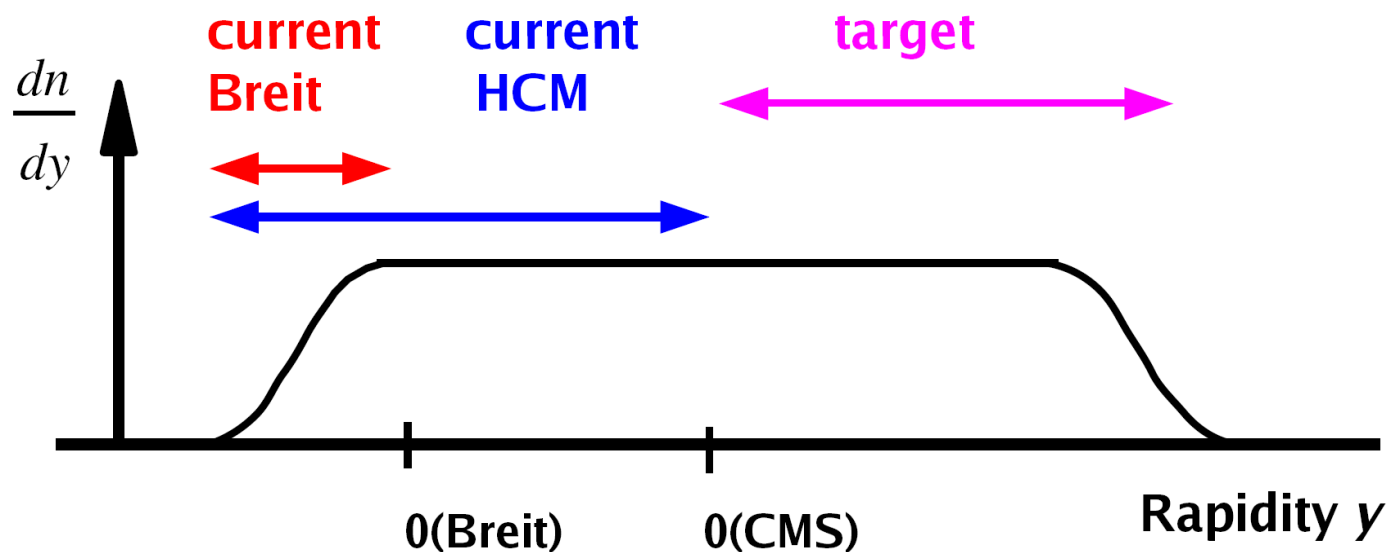 current
Breit
current
HCM
target
dn
dy
0(Breit)
0(CMS)
Rapidity y